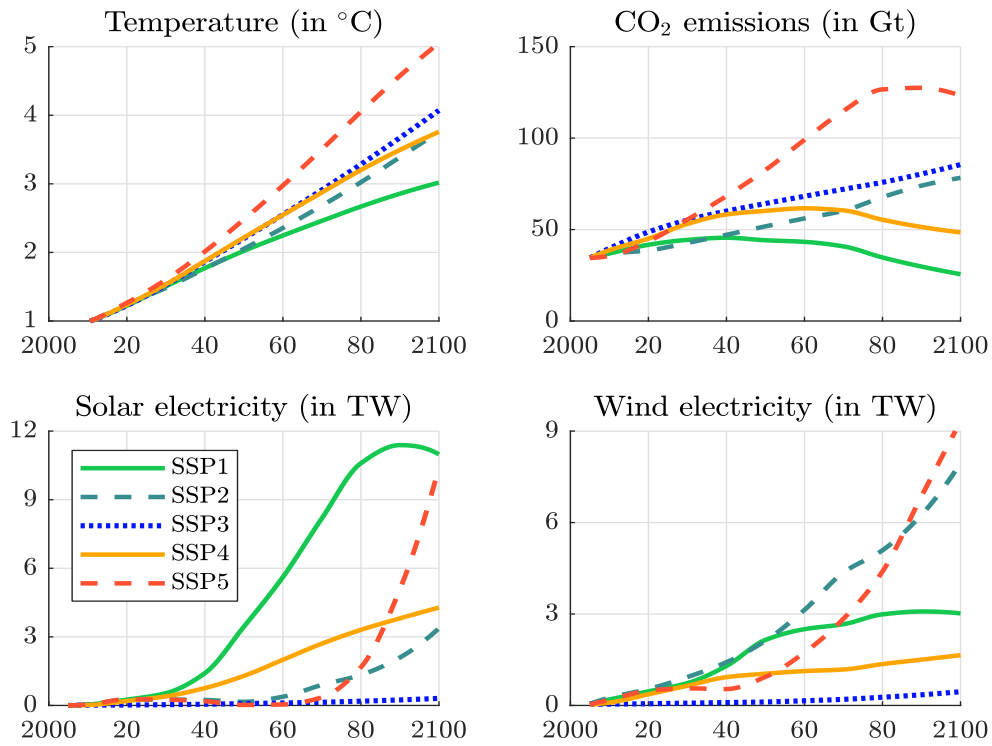 Temperature (in °C)
5
4
3
2
1
2000 20 40 60 80 2100
CO₂ emissions (in Gt)
150
100
50
0
2000 20 40 60 80 2100
Solar electricity (in TW)
12
9
6
3
0
SSP1
SSP2
SSP3
SSP4
SSP5
2000 20 40 60 80 2100
Wind electricity (in TW)
9
6
3
0
2000 20 40 60 80 2100